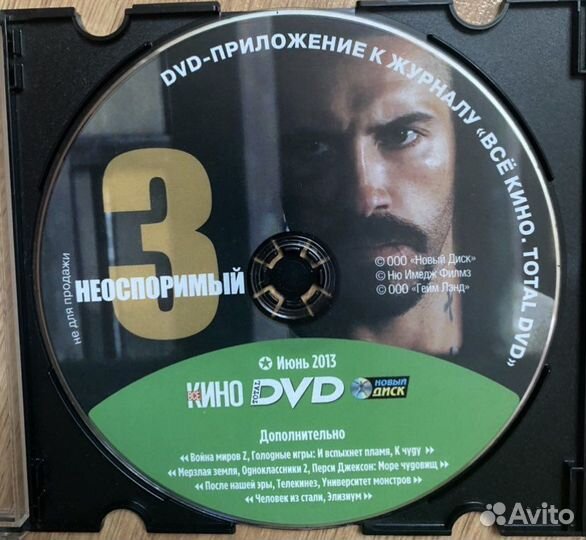 DVD-ПРИЛОЖЕНИЕ К ЖУРНАЛУ «ВСЁ КИНО. TOTAL DVD»
3
НЕОСПОРИМЫЙ
не для продажи
© ООО «Новый Диск»
© Ню Имедж Филмз
© ООО «Гейм Лэнд»
Июнь 2013
ВСЕ КИНО TOTAL DVD
НОВЫЙ ДИСК
Дополнительно
Война миров Z, Голодные игры: И вспыхнет пламя, К чуду
Мерзлая земля, Одноклассники 2, Перси Джексон: Море чудовищ
После нашей эры, Телекинез, Университет монстров
Человек из стали, Элизиум
Avito